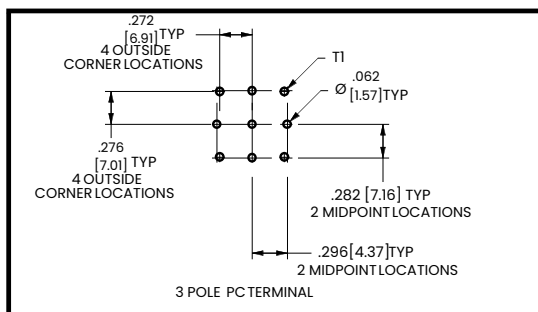 .272
[6.91] TYP
4 OUTSIDE
CORNER LOCATIONS
T1
Ø .062
[1.57] TYP
.276
[7.01] TYP
4 OUTSIDE
CORNER LOCATIONS
.282 [7.16] TYP
2 MIDPOINT LOCATIONS
.296[4.37]TYP
2 MIDPOINT LOCATIONS
3 POLE PC TERMINAL